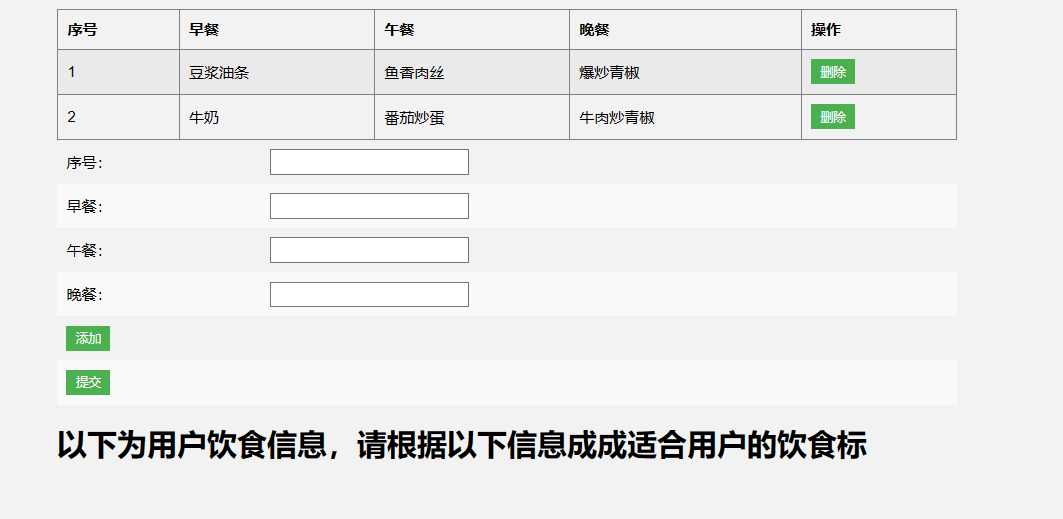 序号 早餐 午餐 晚餐 操作
1 豆浆油条 鱼香肉丝 爆炒青椒 删除
2 牛奶 番茄炒蛋 牛肉炒青椒 删除
序号：
早餐：
午餐：
晚餐：
添加
提交
以下为用户饮食信息，请根据以下信息成成适合用户的饮食标